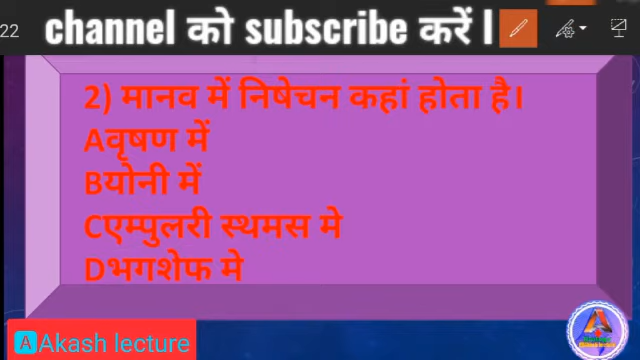 channel को subscribe करें l
22
2) मानव में निषेचन कहां होता है।
Aवृषण में
Bयोनी में
Cएम्पुलरी स्थमस मे
Dभगशेफ मे
A Akash lecture